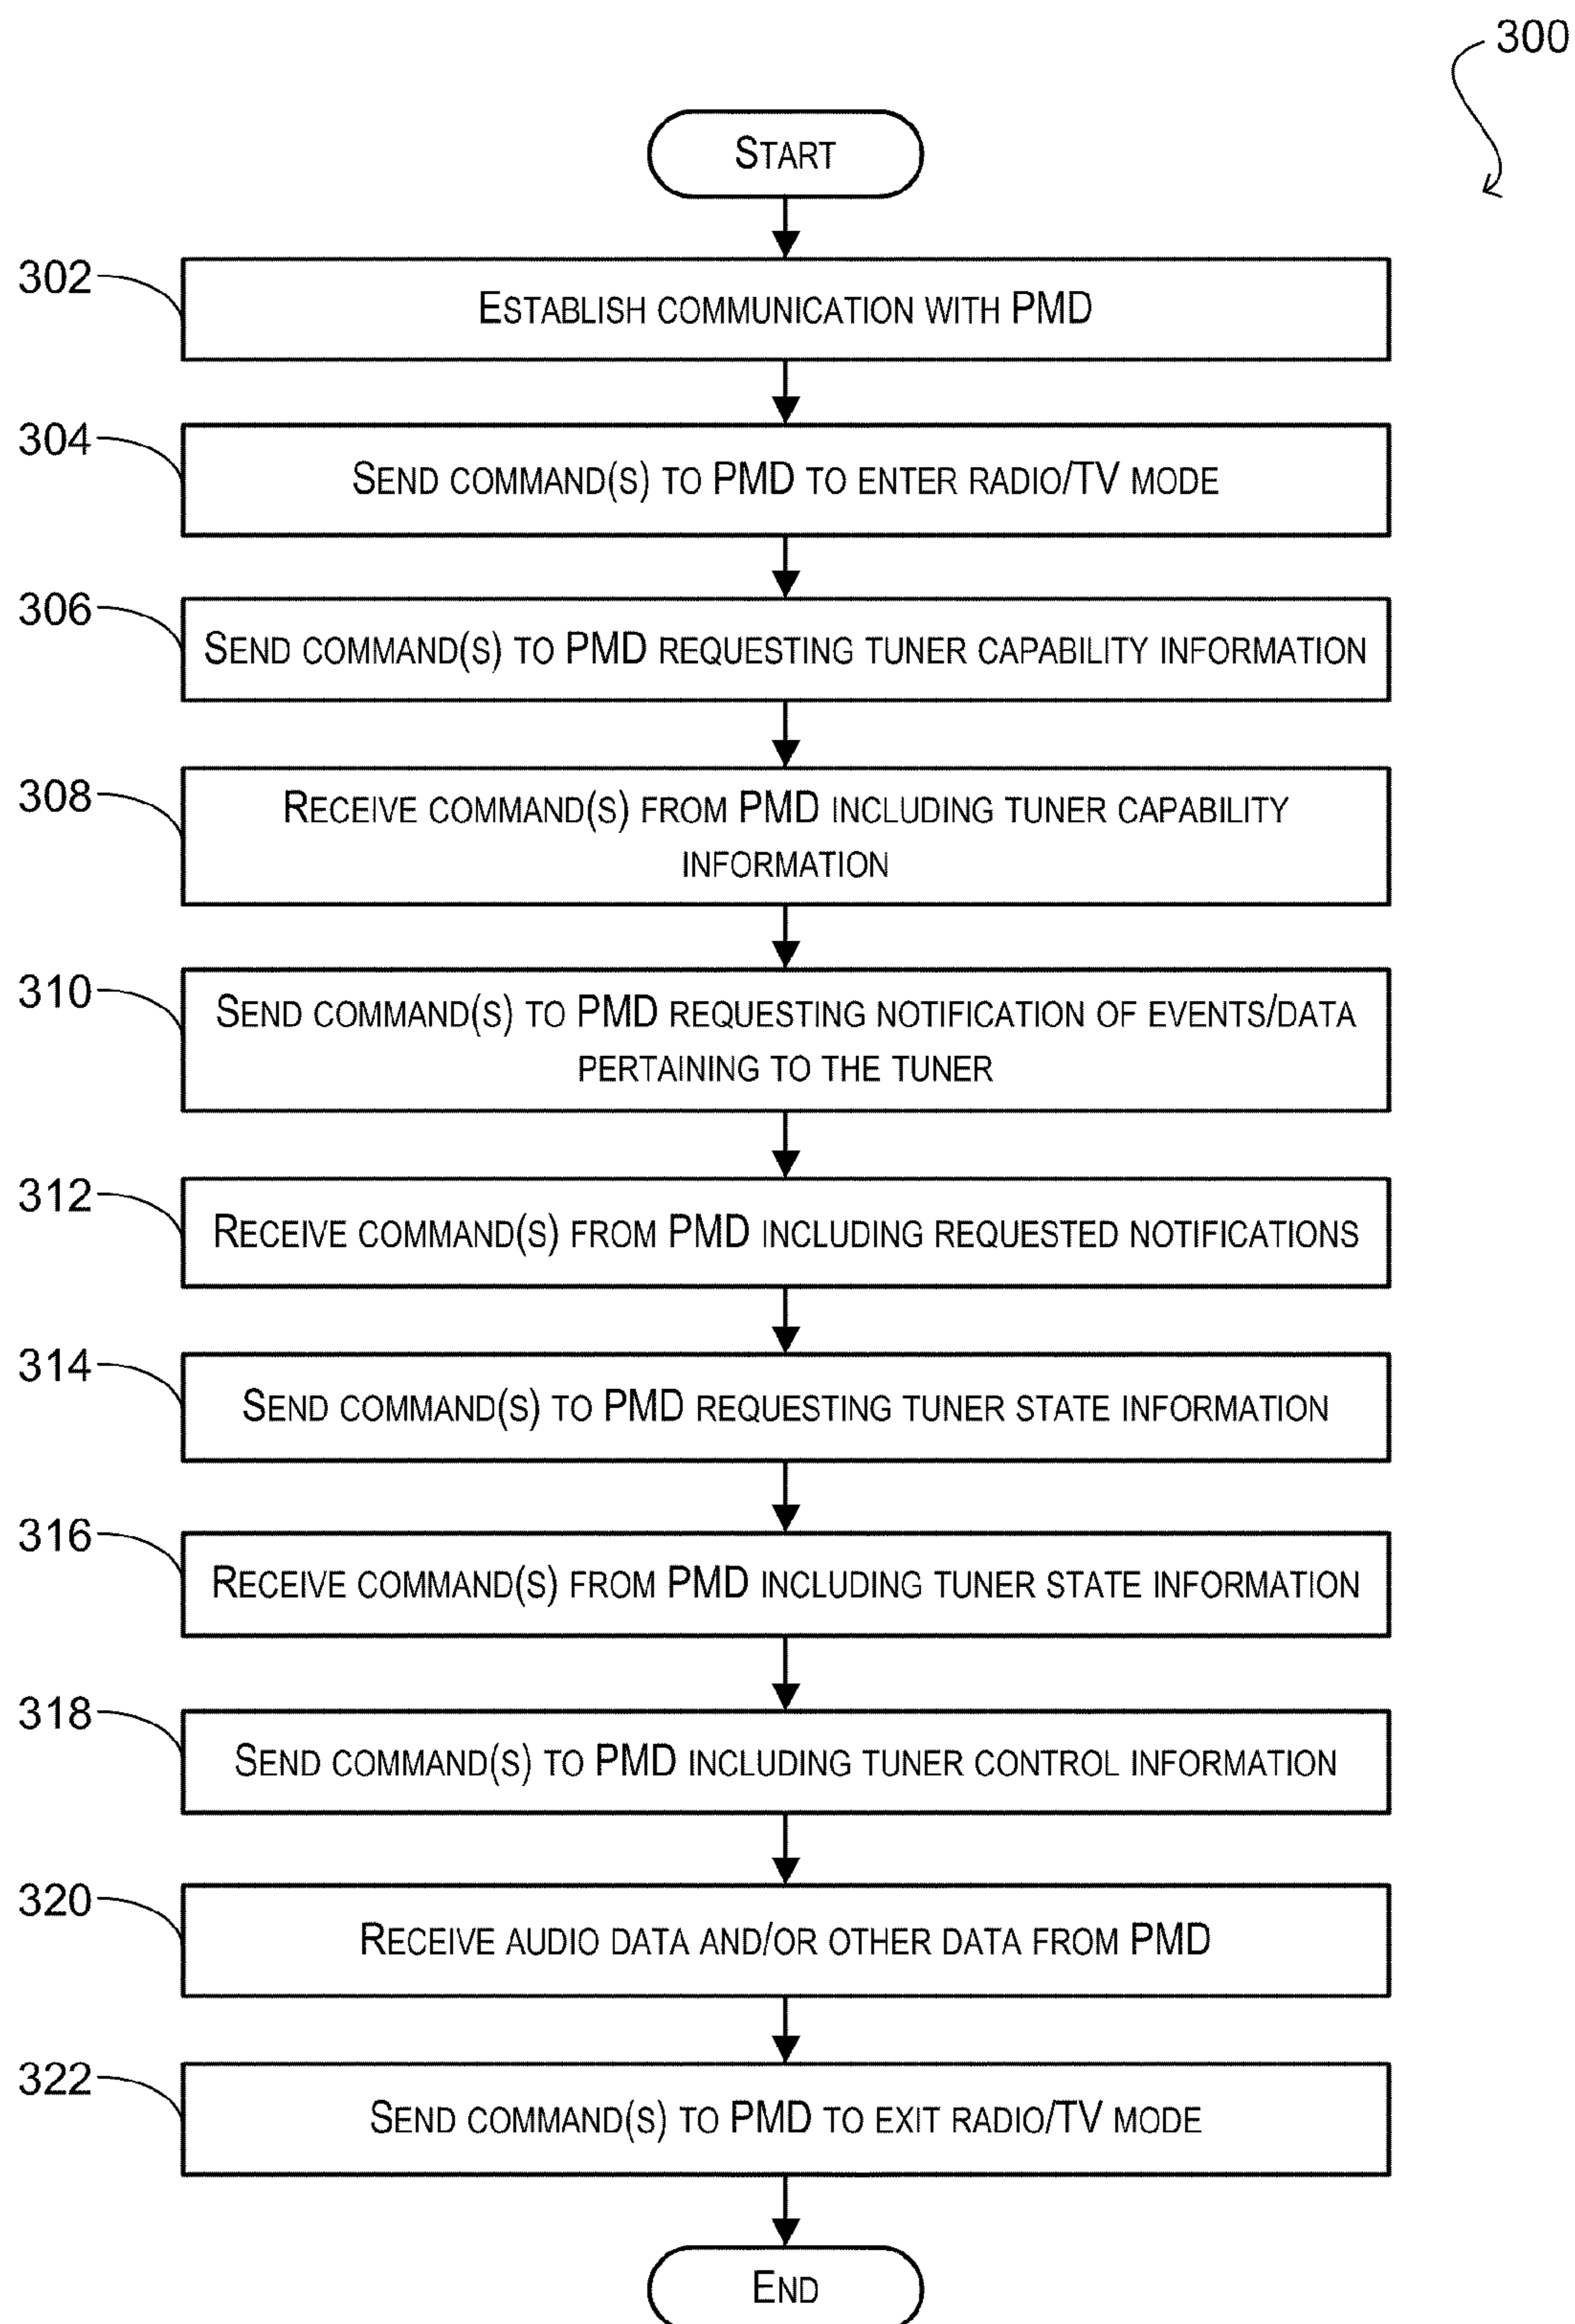 300
START
302
ESTABLISH COMMUNICATION WITH PMD
304
SEND COMMAND(S) TO PMD TO ENTER RADIO/TV MODE
306
SEND COMMAND(S) TO PMD REQUESTING TUNER CAPABILITY INFORMATION
308
RECEIVE COMMAND(S) FROM PMD INCLUDING TUNER CAPABILITY
INFORMATION
310
SEND COMMAND(S) TO PMD REQUESTING NOTIFICATION OF EVENTS/DATA
PERTAINING TO THE TUNER
312
RECEIVE COMMAND(S) FROM PMD INCLUDING REQUESTED NOTIFICATIONS
314
SEND COMMAND(S) TO PMD REQUESTING TUNER STATE INFORMATION
316
RECEIVE COMMAND(S) FROM PMD INCLUDING TUNER STATE INFORMATION
318
SEND COMMAND(S) TO PMD INCLUDING TUNER CONTROL INFORMATION
320
RECEIVE AUDIO DATA AND/OR OTHER DATA FROM PMD
322
SEND COMMAND(S) TO PMD TO EXIT RADIO/TV MODE
END